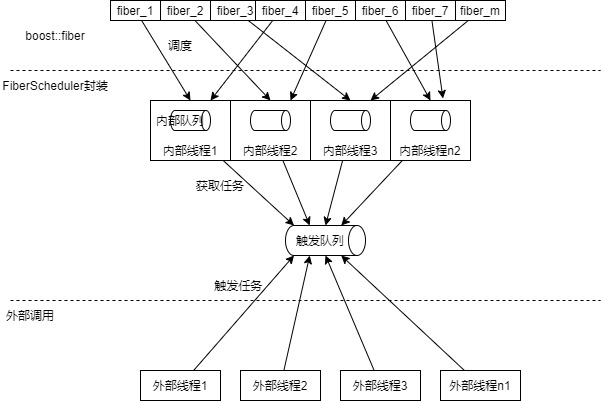 fiber_1 fiber_2 fiber_3 fiber_4 fiber_5 fiber_6 fiber_7 fiber_m
boost::fiber
调度
FiberScheduler封装
内部队列
内部线程1 内部线程2 内部线程3 内部线程n2
获取任务
触发队列
触发任务
外部调用
外部线程1 外部线程2 外部线程3 外部线程n1